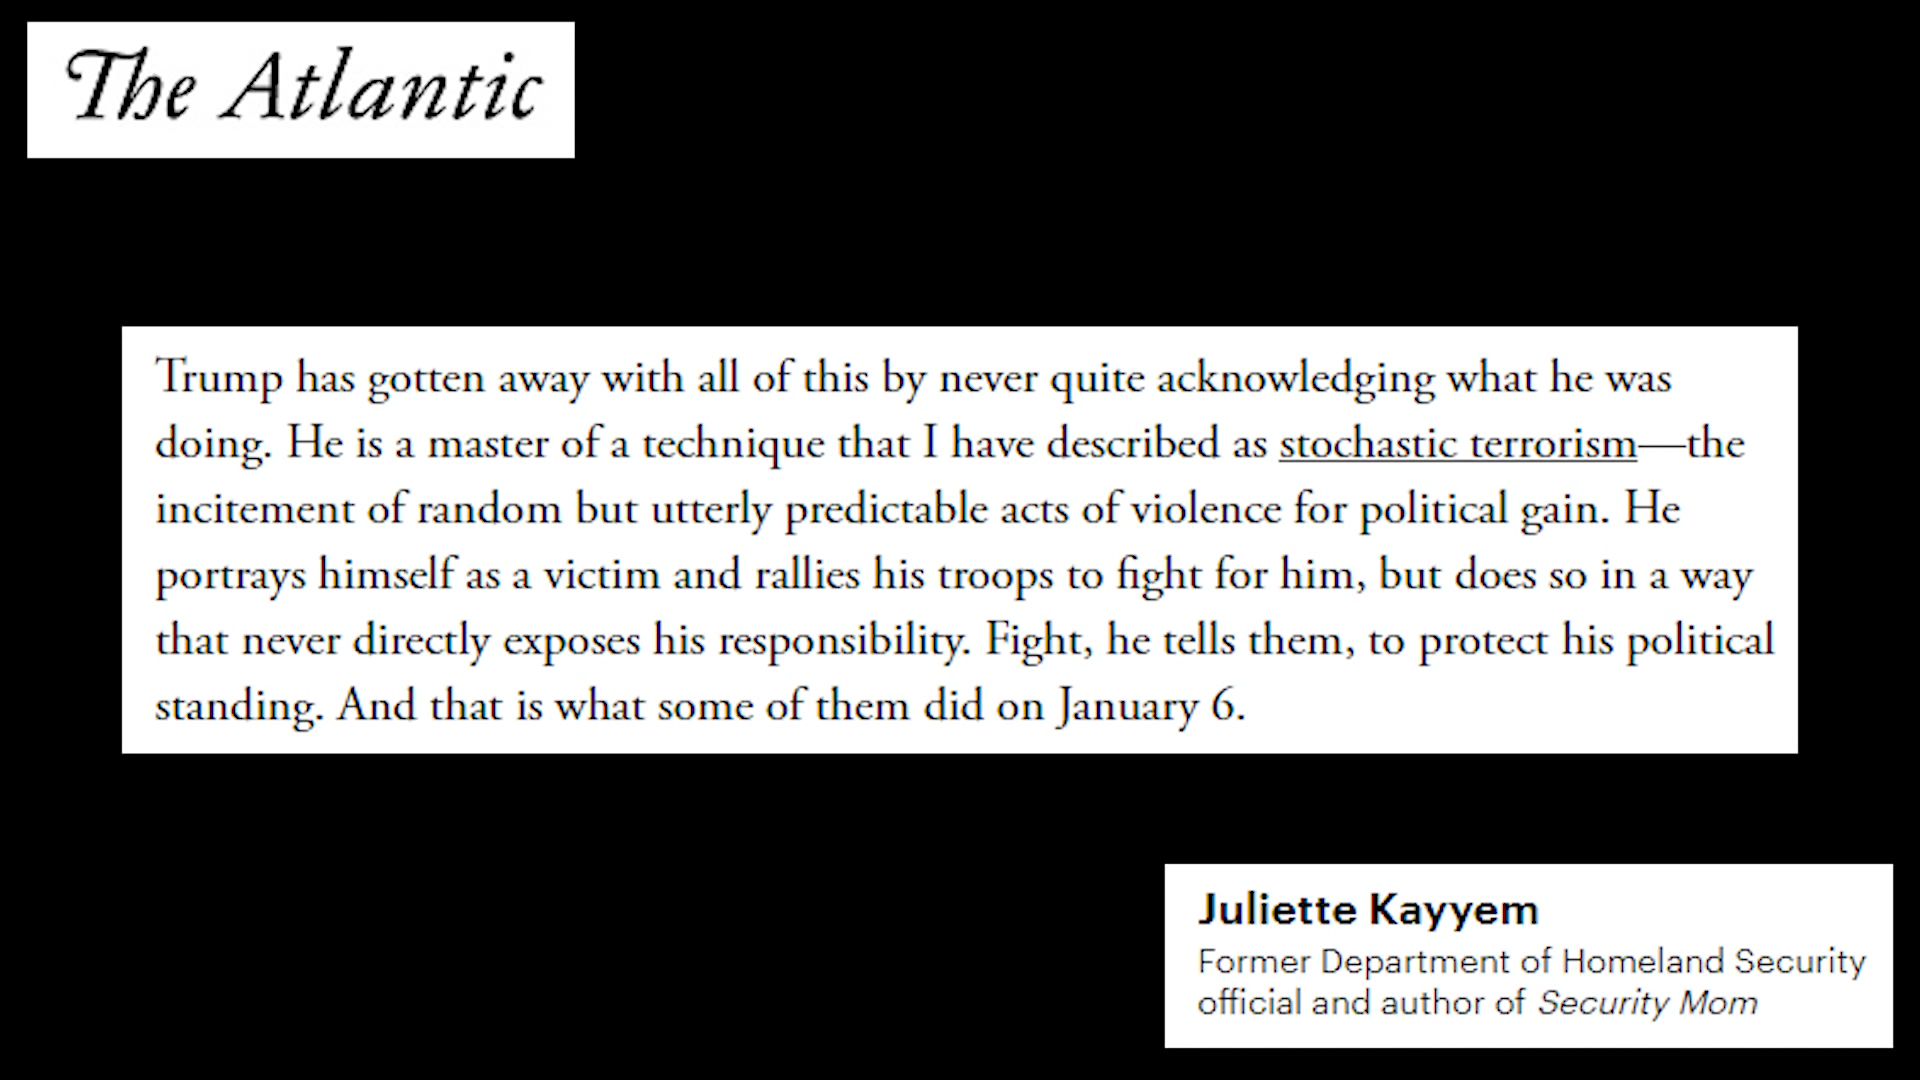 The Atlantic
Trump has gotten away with all of this by never quite acknowledging what he was
doing. He is a master of a technique that I have described as stochastic terrorism—the
incitement of random but utterly predictable acts of violence for political gain. He
portrays himself as a victim and rallies his troops to fight for him, but does so in a way
that never directly exposes his responsibility. Fight, he tells them, to protect his political
standing. And that is what some of them did on January 6.
Juliette Kayyem
Former Department of Homeland Security
official and author of Security Mom